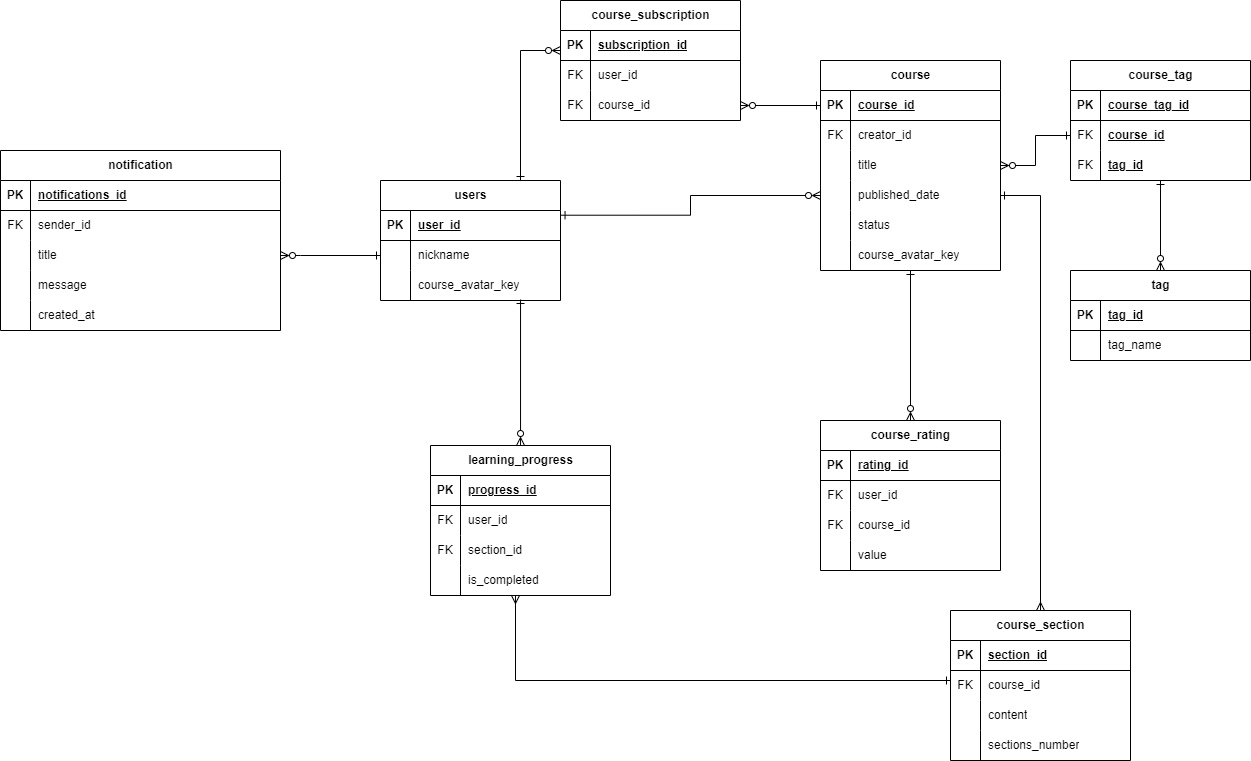 course_subscription
PK subscription_id
FK user_id
FK course_id
course
PK course_id
FK creator_id
title
published_date
status
course_avatar_key
course_tag
PK course_tag_id
FK course_id
FK tag_id
notification
PK notifications_id
FK sender_id
title
message
created_at
users
PK user_id
nickname
course_avatar_key
tag
PK tag_id
tag_name
learning_progress
PK progress_id
FK user_id
FK section_id
is_completed
course_rating
PK rating_id
FK user_id
FK course_id
value
course_section
PK section_id
FK course_id
content
sections_number